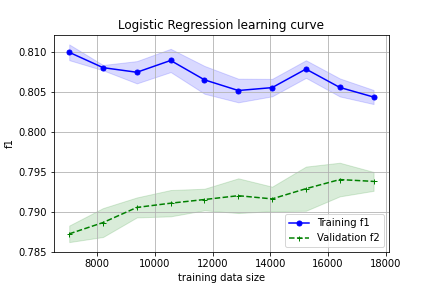 Logistic Regression learning curve
f1
0.810
0.805
0.800
0.795
0.790
0.785
8000 10000 12000 14000 16000 18000
training data size
Training f1
Validation f2